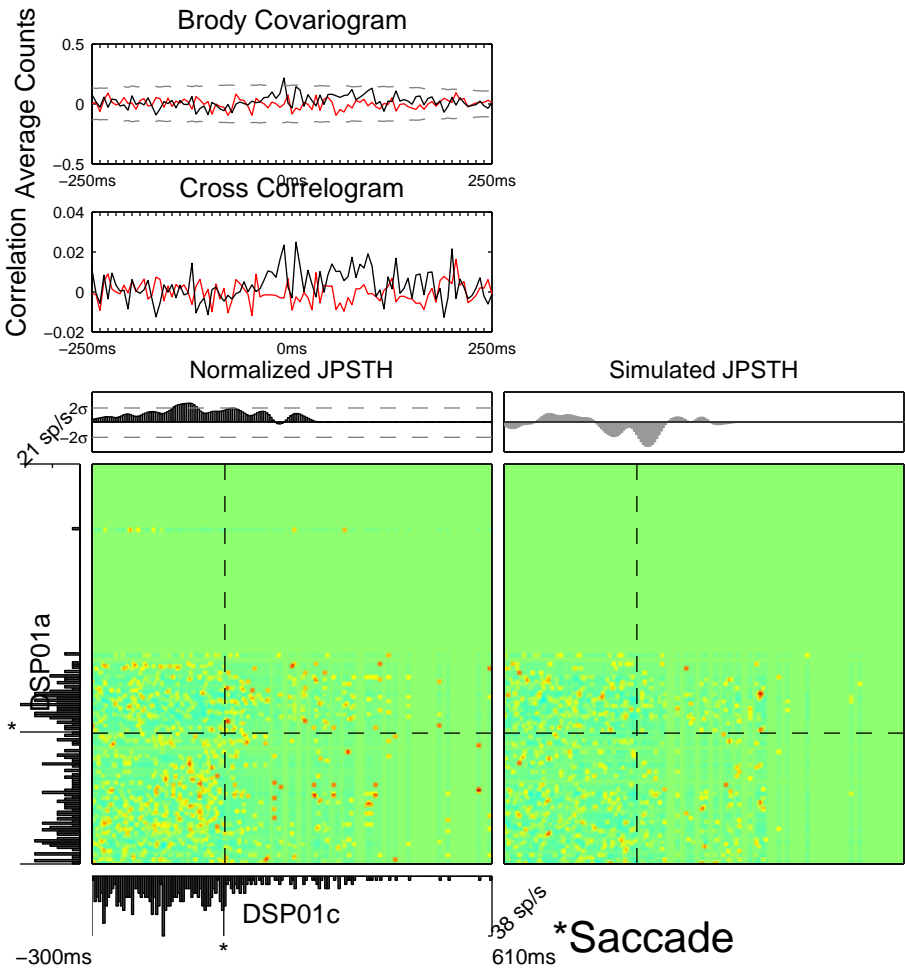 Brody Covariogram
Average Counts
0.5
0
−0.5
−250ms
0ms
250ms
Cross Correlogram
Correlation
0.04
0.02
0
−0.02
−250ms
0ms
250ms
Normalized JPSTH
Simulated JPSTH
2σ
−2σ
21 sp/s
DSP01a
*
DSP01c
38 sp/s
*
*Saccade
−300ms
610ms